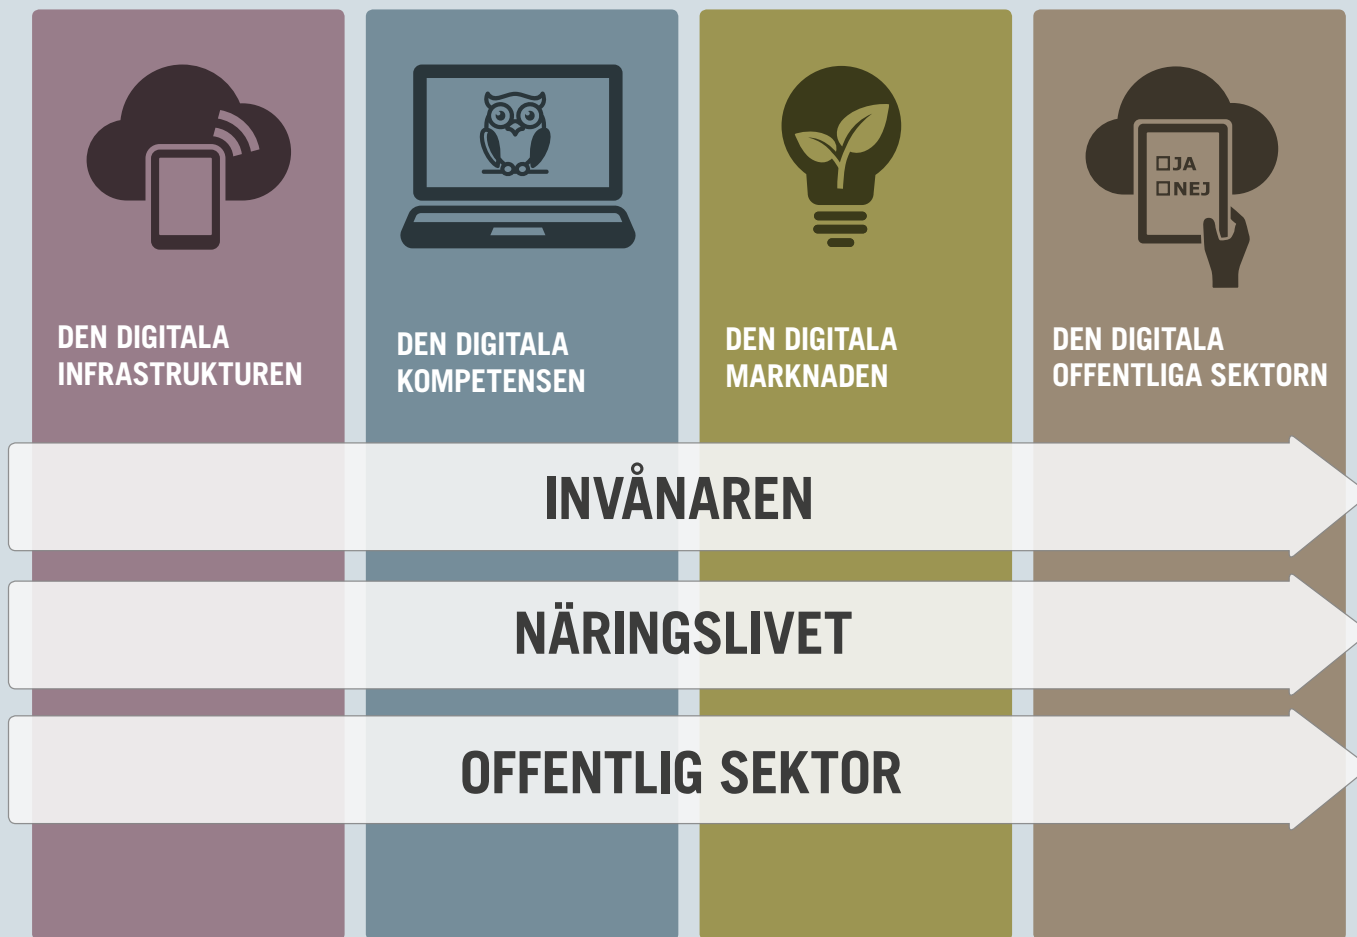 JA
NEJ
DEN DIGITALA
INFRASTRUKTUREN
DEN DIGITALA
KOMPETENSEN
DEN DIGITALA
MARKNADEN
DEN DIGITALA
OFFENTLIGA SEKTORN
INVÅNAREN
NÄRINGSLIVET
OFFENTLIG SEKTOR